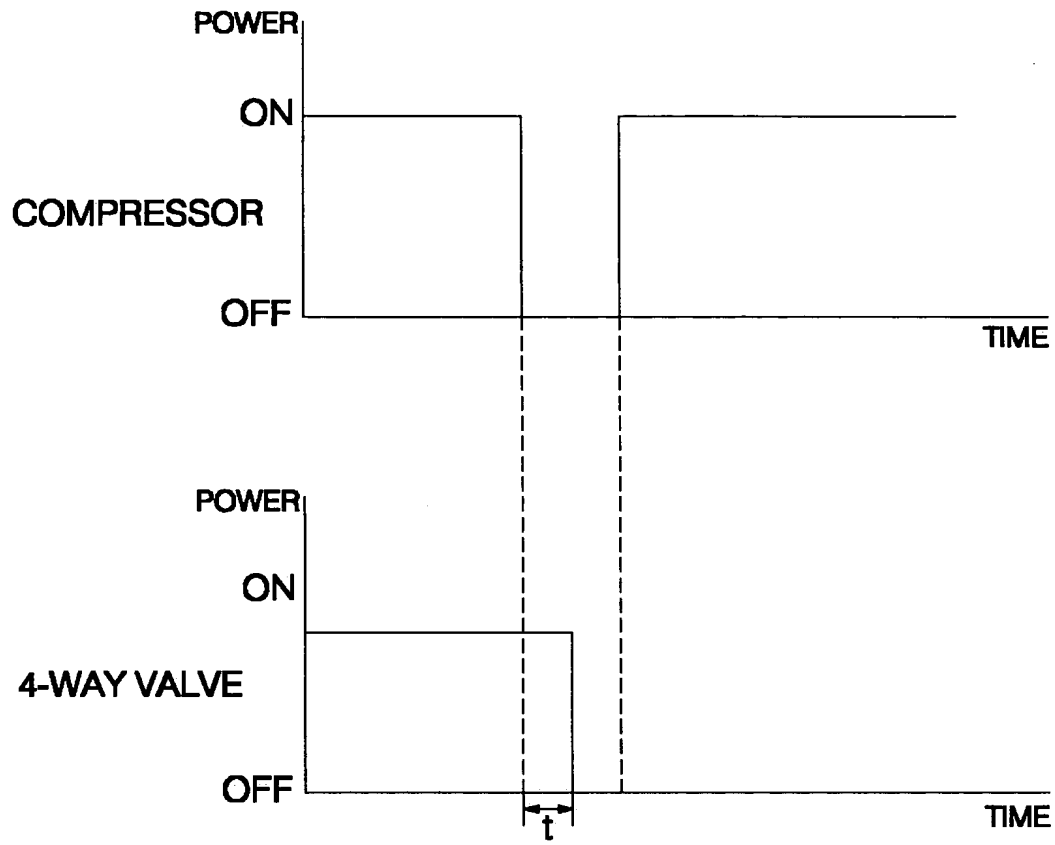 POWER
ON
COMPRESSOR
OFF
TIME
POWER
ON
4-WAY VALVE
OFF
TIME
t